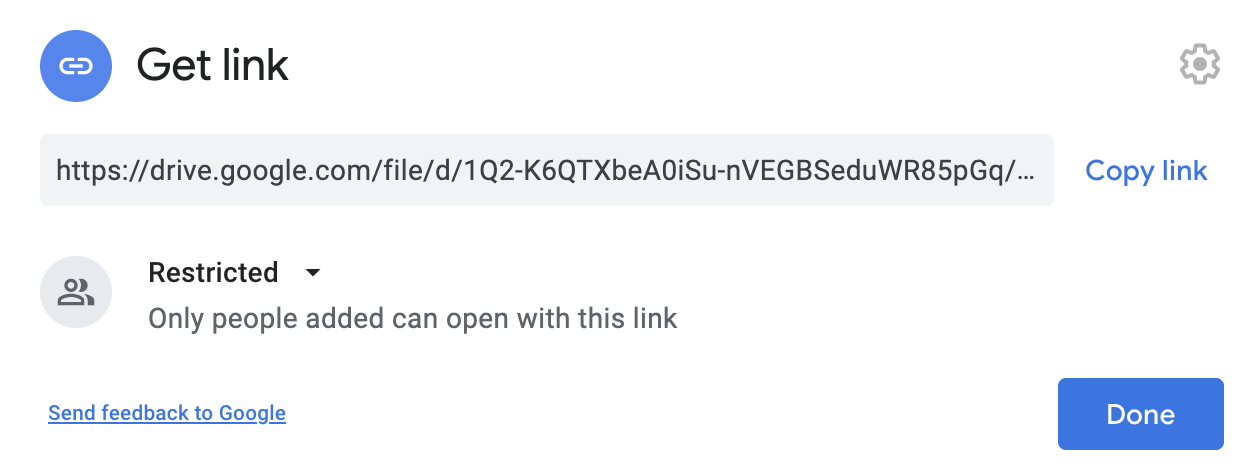 Get link
https://drive.google.com/file/d/1Q2-K6QTXbeA0iSu-nVEGBSeduWR85pGq/...
Copy link
Restricted
Only people added can open with this link
Send feedback to Google
Done